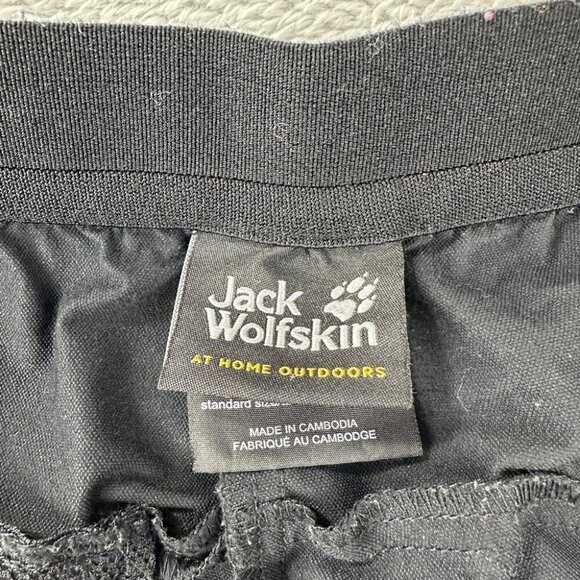 Jack
Wolfskin
AT HOME OUTDOORS
standard
MADE IN CAMBODIA
FABRIQUÉ AU CAMBODGE